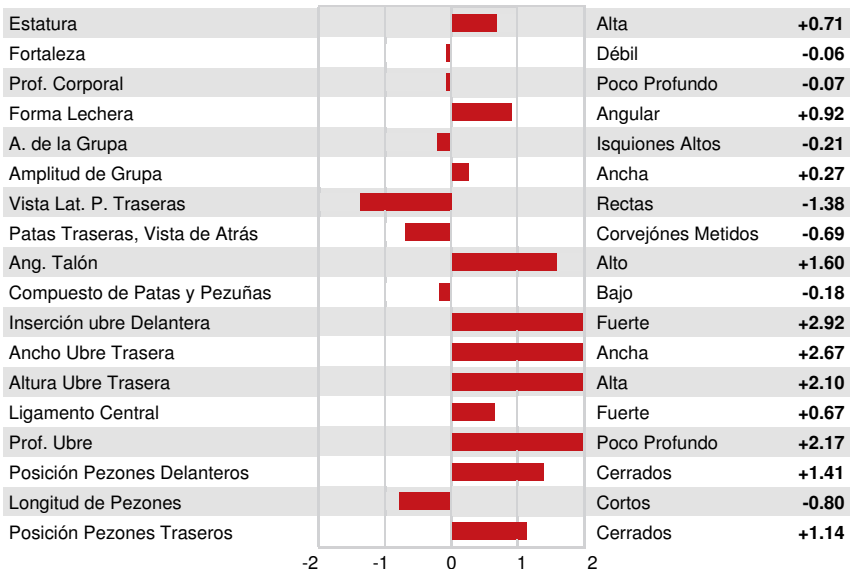 Estatura Alta +0.71
Fortaleza Débil -0.06
Prof. Corporal Poco Profundo -0.07
Forma Lechera Angular +0.92
A. de la Grupa Isquiones Altos -0.21
Amplitud de Grupa Ancha +0.27
Vista Lat. P. Traseras Rectas -1.38
Patas Traseras, Vista de Atrás Corvejónes Metidos -0.69
Ang. Talón Alto +1.60
Compuesto de Patas y Pezuñas Bajo -0.18
Inserción ubre Delantera Fuerte +2.92
Ancho Ubre Trasera Ancha +2.67
Altura Ubre Trasera Alta +2.10
Ligamento Central Fuerte +0.67
Prof. Ubre Poco Profundo +2.17
Posición Pezones Delanteros Cerrados +1.41
Longitud de Pezones Cortos -0.80
Posición Pezones Traseros Cerrados +1.14
-2 -1 0 1 2